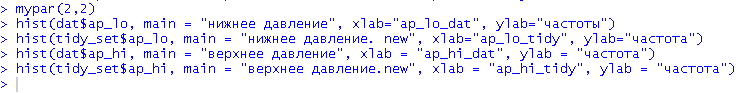 > mypar(2,2)
> hist(dat$ap_lo, main = "нижнее давление", xlab="ap_lo_dat", ylab="частоты")
> hist(tidy_set$ap_lo, main = "нижнее давление. new", xlab="ap_lo_tidy", ylab="частота")
> hist(dat$ap_hi, main = "верхнее давление", xlab = "ap_hi_dat", ylab = "частота")
> hist(tidy_set$ap_hi, main = "верхнее давление.new", xlab = "ap_hi_tidy", ylab = "частота")
>